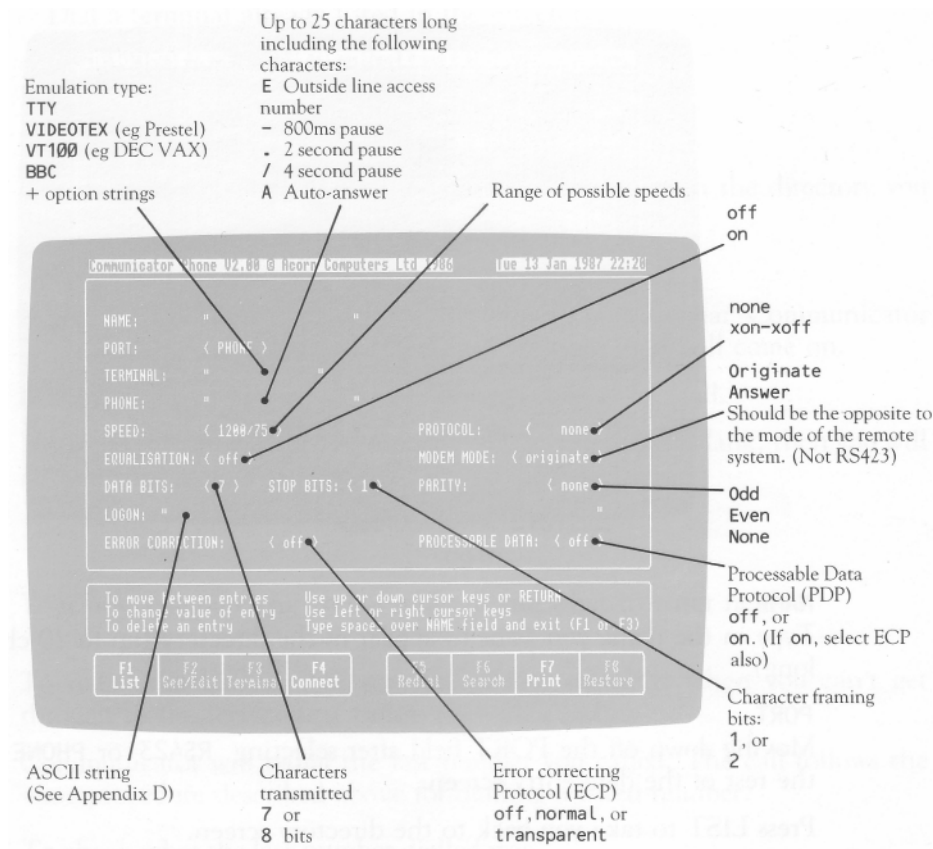 Up to 25 characters long
including the following
characters:
E Outside line access
number
- 800ms pause
. 2 second pause
/ 4 second pause
A Auto-answer
Emulation type:
TTY
VIDEOTEX (eg Prestel)
VT100 (eg DEC VAX)
BBC
+ option strings
Range of possible speeds
off
on
none
xon-xoff
Originate
Answer
Should be the opposite to
the mode of the remote
system. (Not RS423)
Odd
Even
None
Processable Data
Protocol (PDP)
off, or
on. (If on, select ECP
also)
Character framing
bits:
1, or
2
Communicator Phone V2.00 @ Acorn Computers Ltd 1986 Tue 13 Jan 1987 22:20
NAME: " "
PORT: ( PHONE )
TERMINAL: " "
PHONE: " "
SPEED: ( 1200/75 ) PROTOCOL: ( none )
EQUALISATION: ( off ) MODEM MODE: ( originate )
DATA BITS: ( 7 ) STOP BITS: ( 1 ) PARITY: ( none )
LOGON: " "
ERROR CORRECTION: ( off ) PROCESSABLE DATA: ( off )
To move between entries Use up or down cursor keys or RETURN
To change value of entry Use left or right cursor keys
To delete an entry Type spaces over NAME field and exit (F1 or F3)
F1 F2 F3 F4 F5 F6 F7 F8
List See/Edit Terminal Connect Redial Search Print Restore
ASCII string
(See Appendix D)
Characters
transmitted
7 or
8 bits
Error correcting
Protocol (ECP)
off, normal, or
transparent